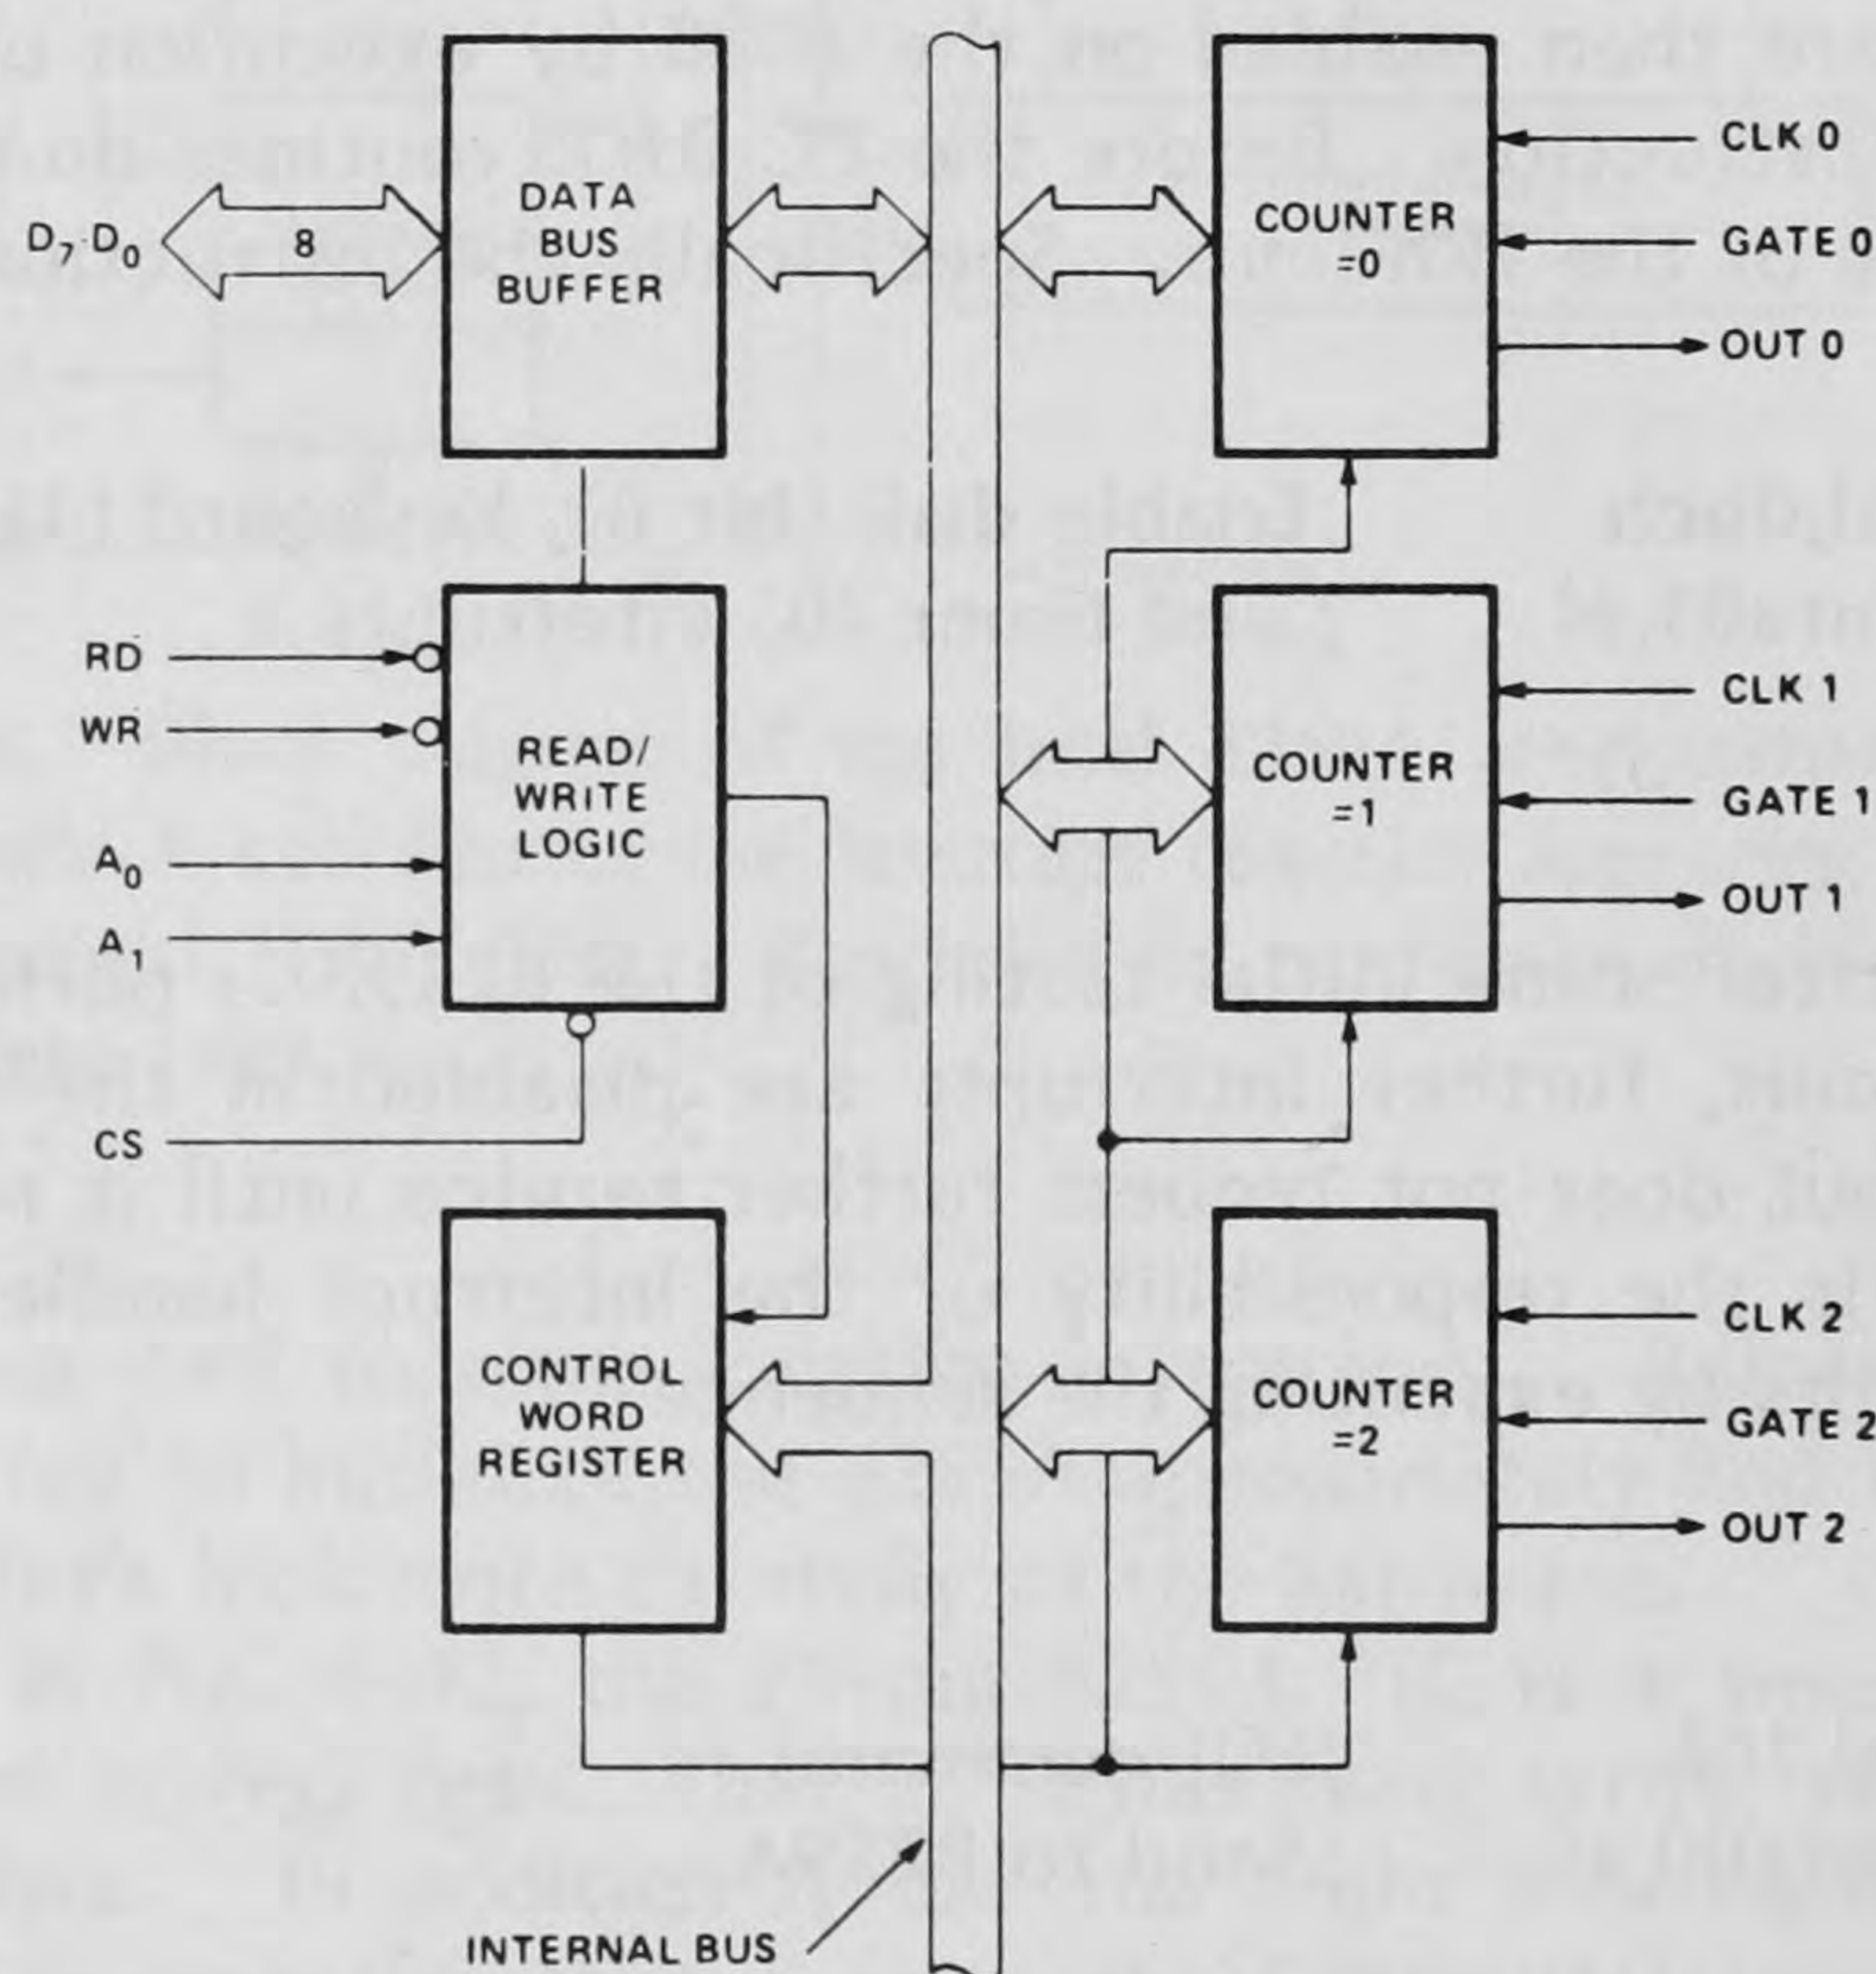 D7-D0
8
DATA
BUS
BUFFER
COUNTER
=0
CLK 0
GATE 0
OUT 0
RD
WR
A0
A1
CS
READ/
WRITE
LOGIC
COUNTER
=1
CLK 1
GATE 1
OUT 1
CONTROL
WORD
REGISTER
COUNTER
=2
CLK 2
GATE 2
OUT 2
INTERNAL BUS